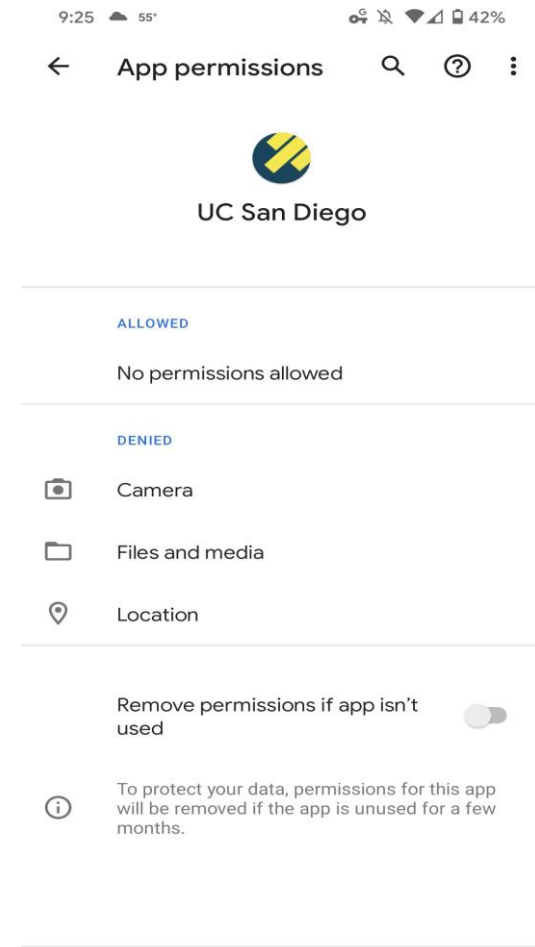 9:25 55° 42%
App permissions
UC San Diego
ALLOWED
No permissions allowed
DENIED
Camera
Files and media
Location
Remove permissions if app isn't
used
To protect your data, permissions for this app
will be removed if the app is unused for a few
months.